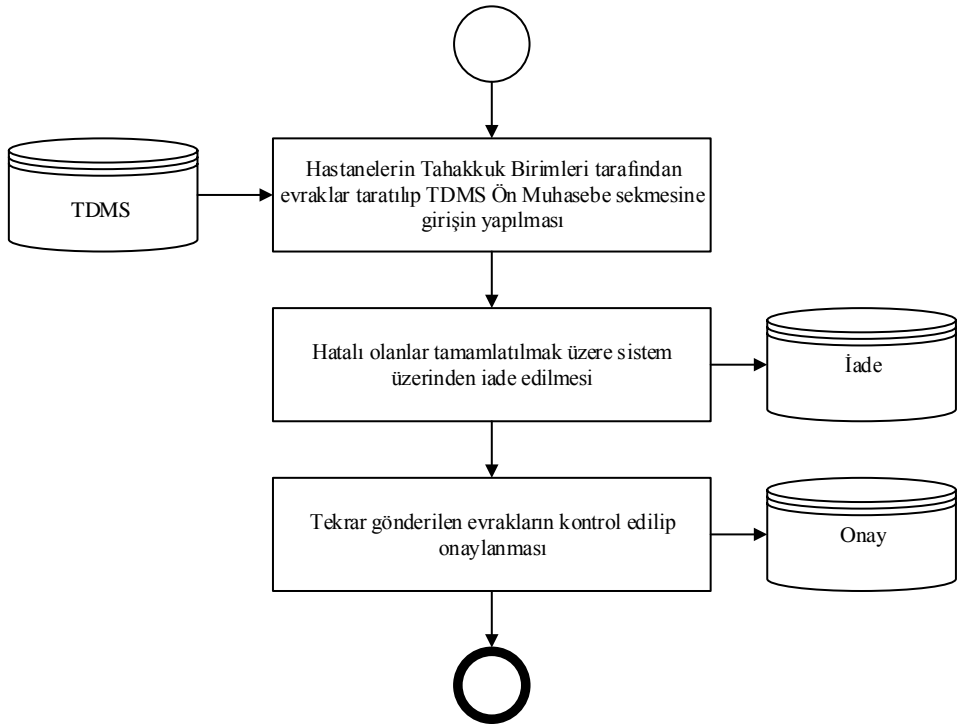 Hastanelerin Tahakkuk Birimleri tarafından
evraklar taratılıp TDMS Ön Muhasebe sekmesine
girişin yapılması
TDMS
Hatalı olanlar tamamlatılmak üzere sistem
üzerinden iade edilmesi
İade
Tekrar gönderilen evrakların kontrol edilip
onaylanması
Onay